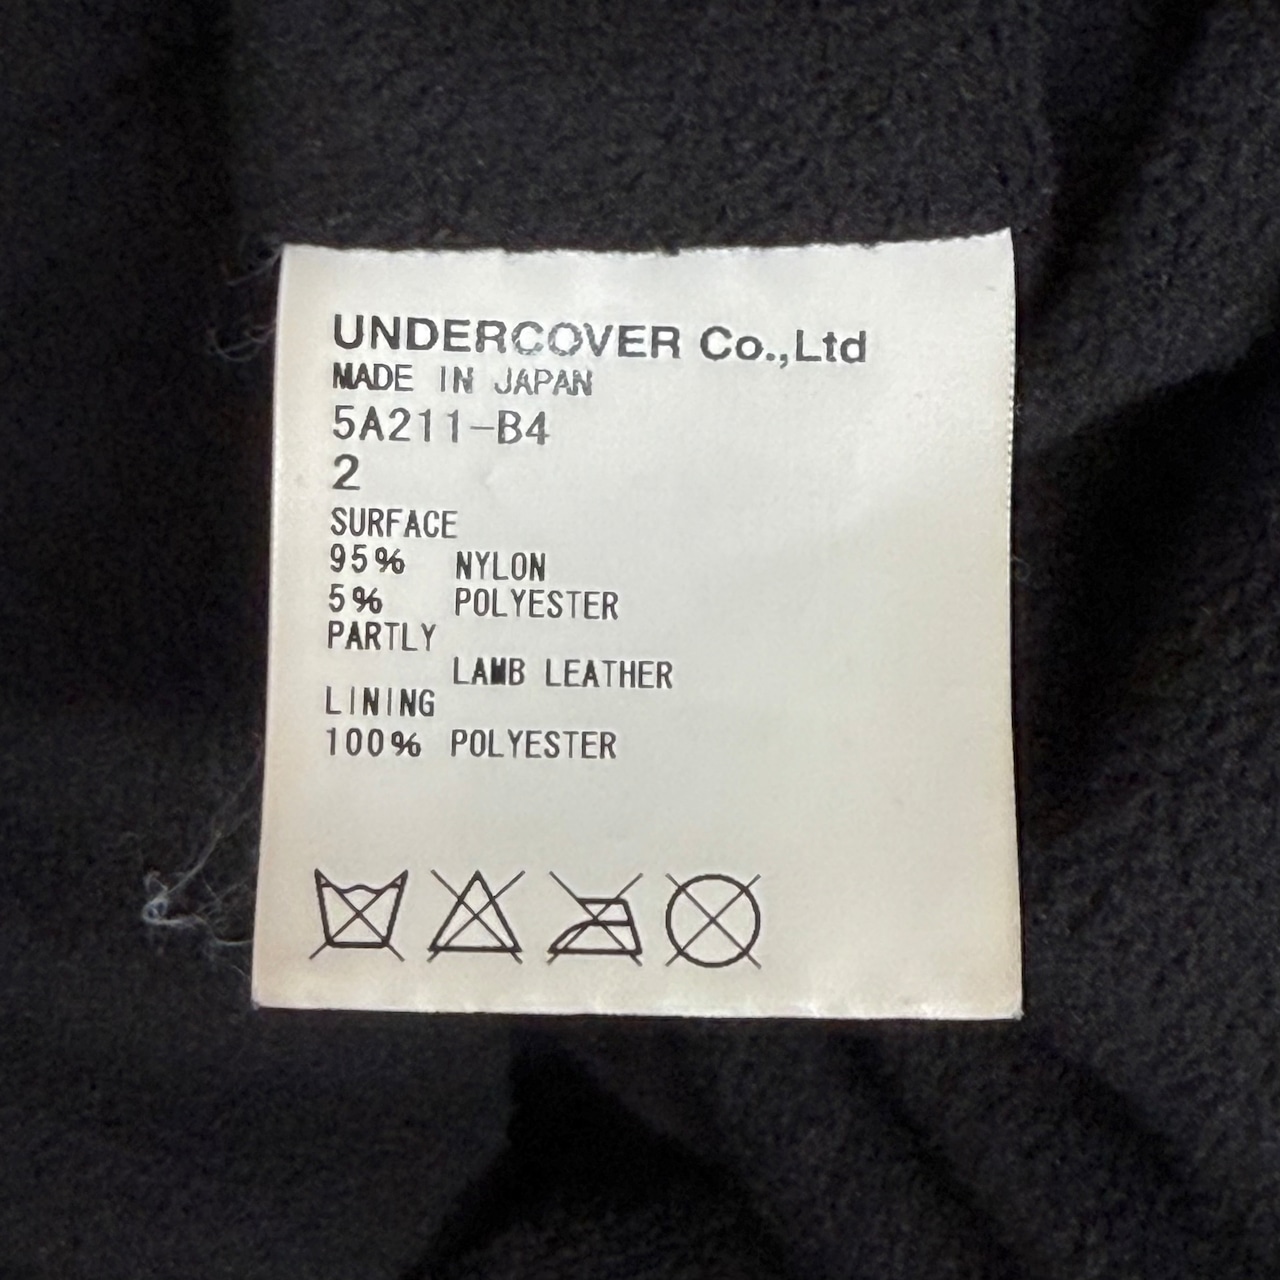 UNDERCOVER Co.,Ltd
MADE IN JAPAN
5A211-B4
2
SURFACE
95% NYLON
5% POLYESTER
PARTLY
LAMB LEATHER
LINING
100% POLYESTER